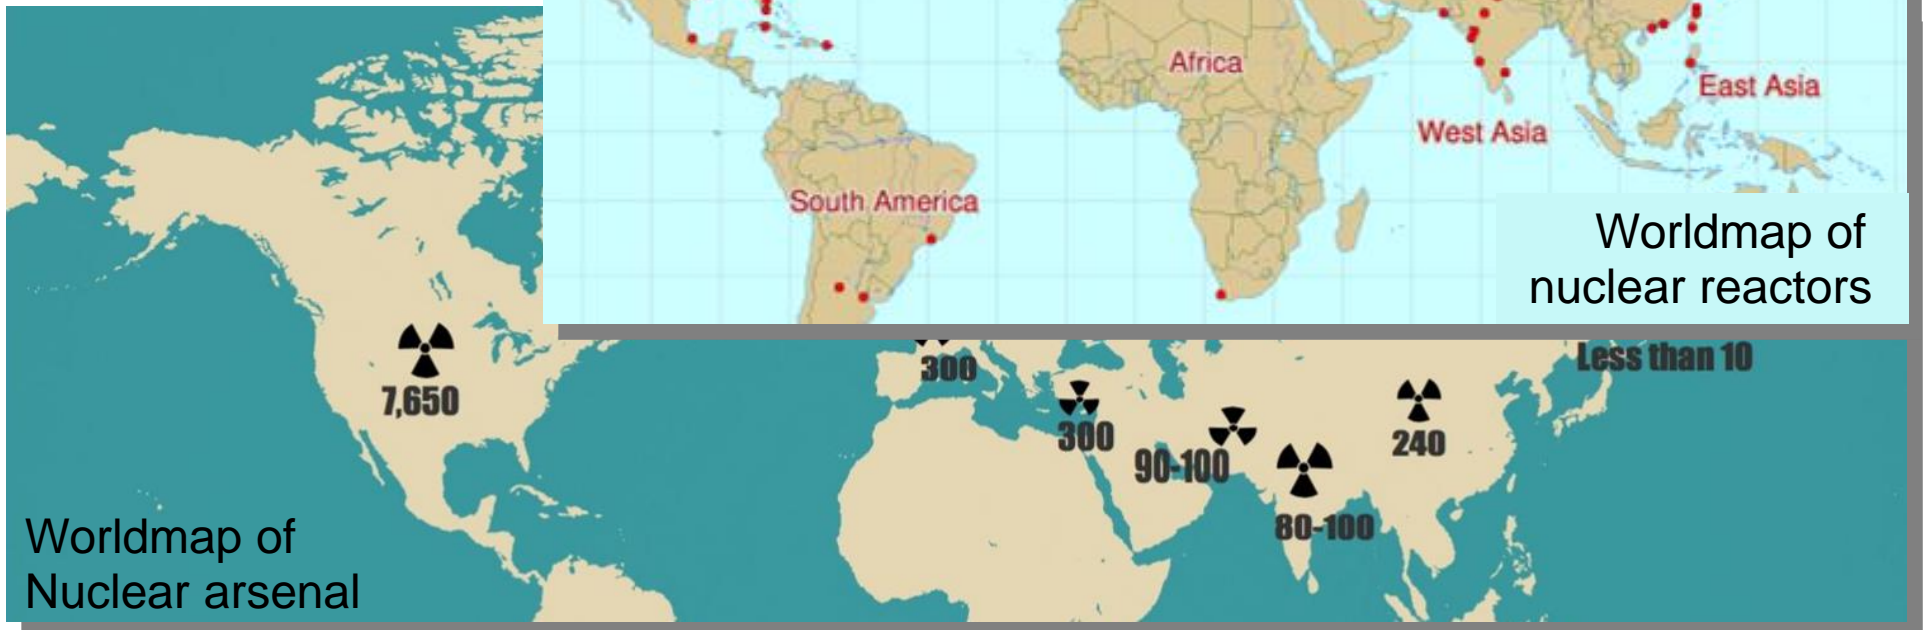 Africa
East Asia
West Asia
South America
Worldmap of
nuclear reactors
Less than 10
300
7,650
300
240
90-100
80-100
Worldmap of
Nuclear arsenal